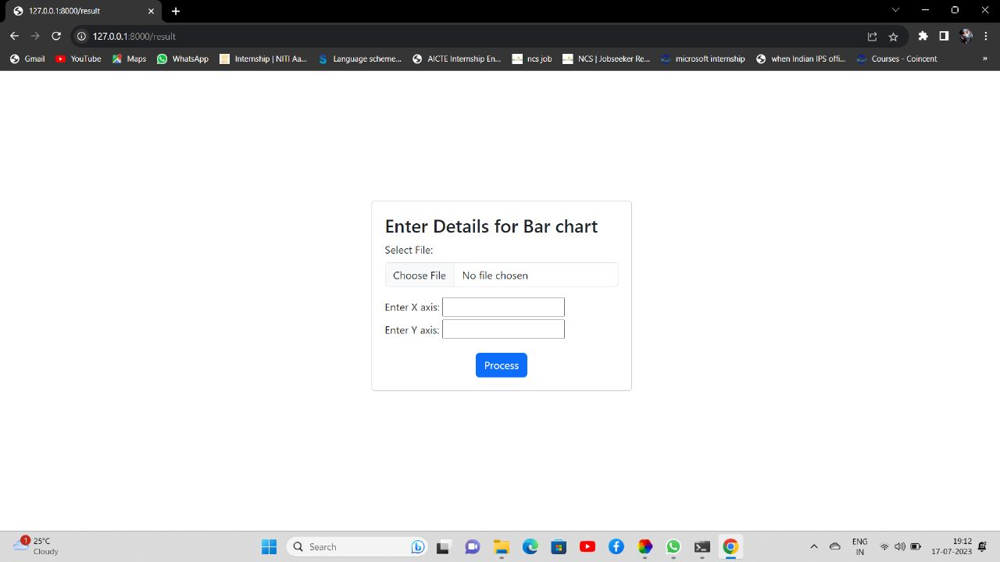 127.0.0.1:8000/result
127.0.0.1:8000/result
Gmail YouTube Maps WhatsApp Internship | NITI Aa... Language scheme... AICTE Internship En... ncs job NCS | Job Seeker Re... microsoft internship when Indian IPS offi... Courses - Coincent »
Enter Details for Bar chart
Select File:
Choose File No file chosen
Enter X axis:
Enter Y axis:
Process
1 25°C
Cloudy
Search
ENG
IN
19:12
17-07-2023